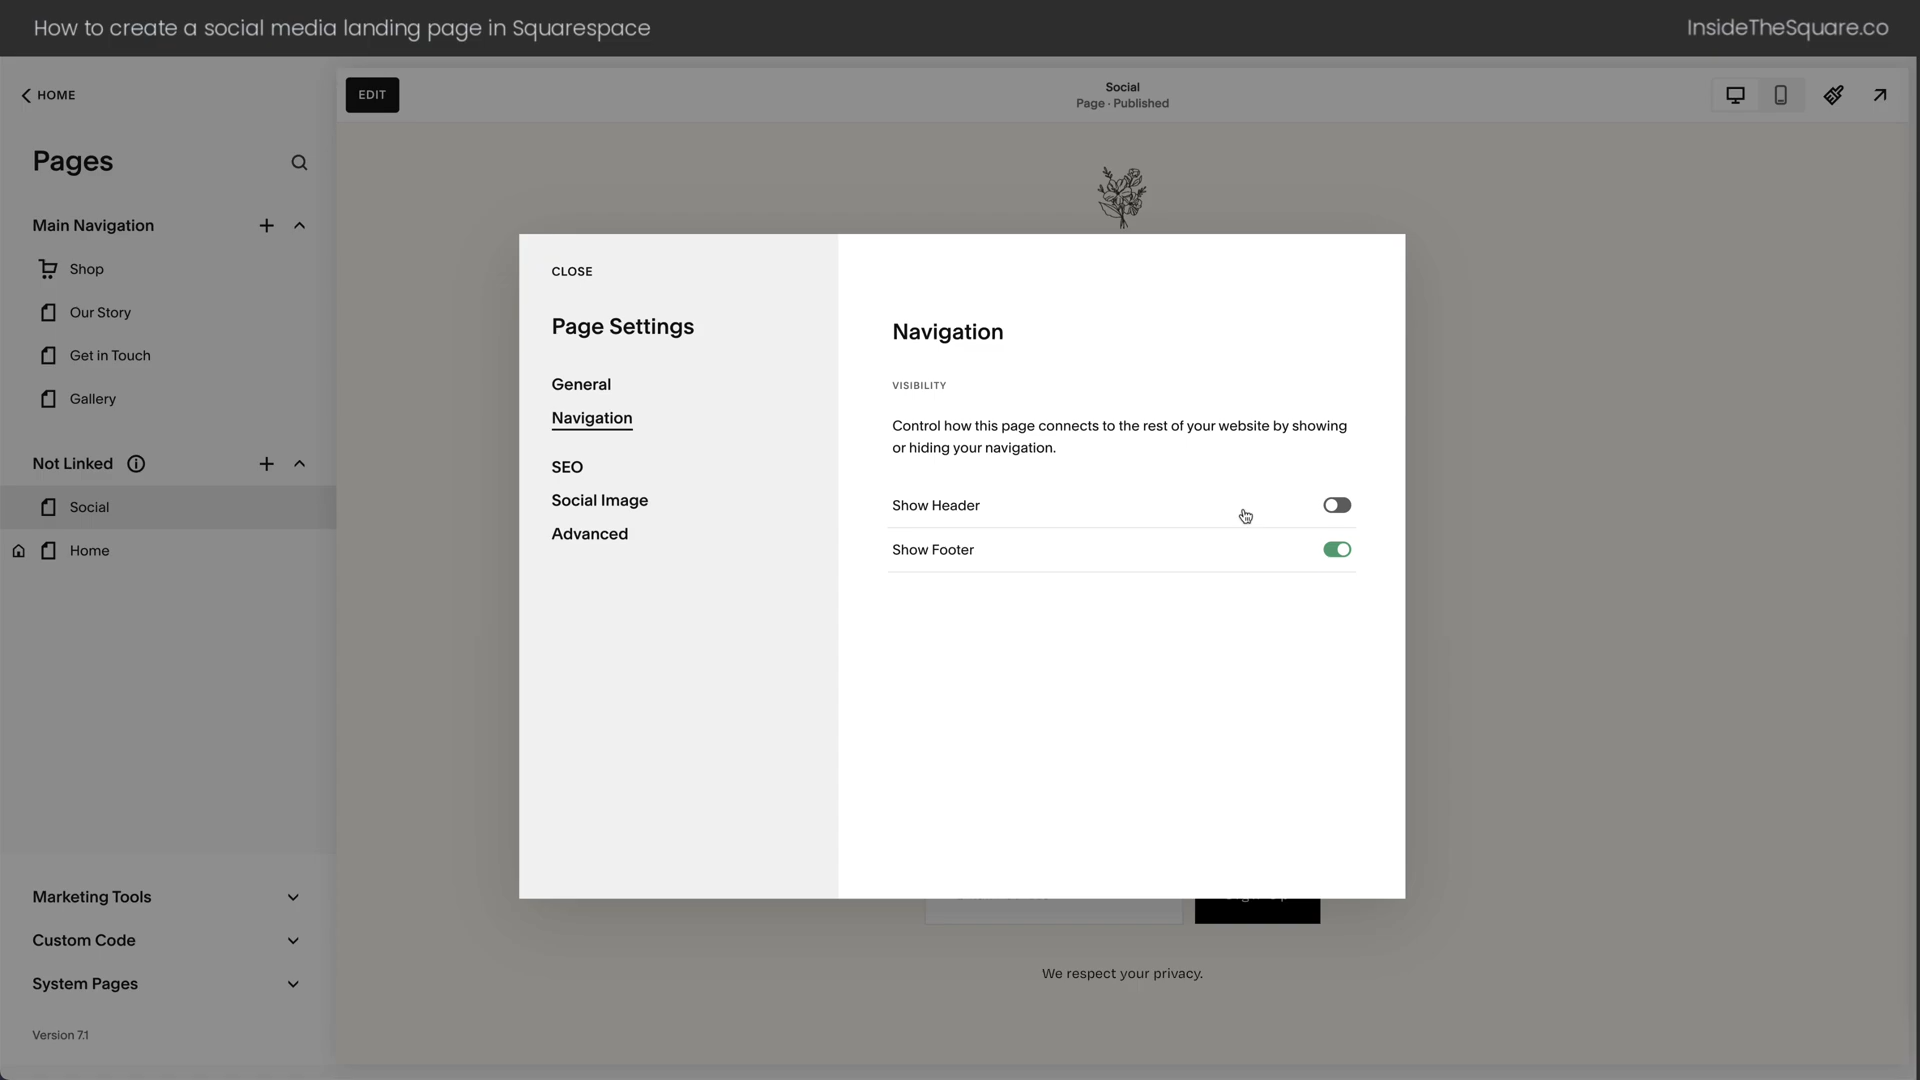 How to create a social media landing page in Squarespace
InsideTheSquare.co
HOME
EDIT
Social
Page · Published
Pages
Main Navigation
Shop
Our Story
Get in Touch
Gallery
Not Linked
Social
Home
Marketing Tools
Custom Code
System Pages
Version 7.1
CLOSE
Page Settings
General
Navigation
SEO
Social Image
Advanced
Navigation
VISIBILITY
Control how this page connects to the rest of your website by showing
or hiding your navigation.
Show Header
Show Footer
We respect your privacy.